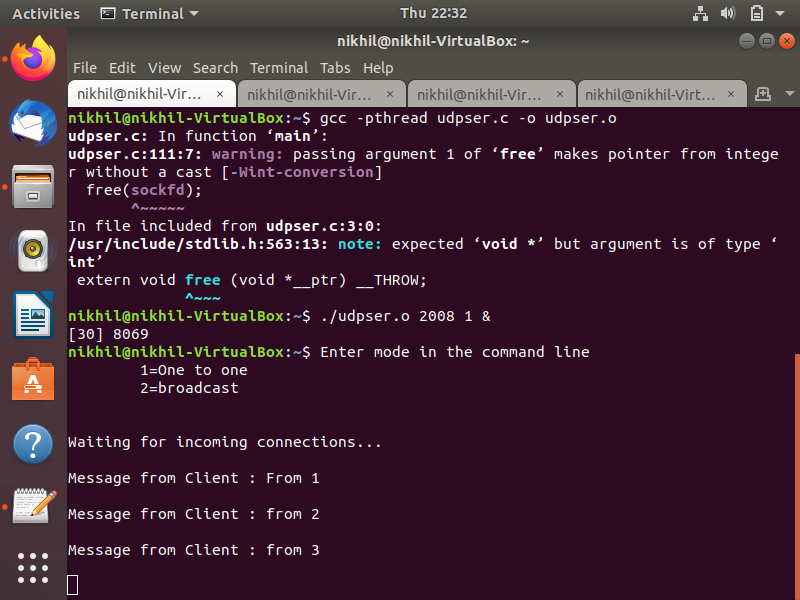 Activities Terminal Thu 22:32
nikhil@nikhil-VirtualBox: ~
File Edit View Search Terminal Tabs Help
nikhil@nikhil-Vir... × nikhil@nikhil-Vir... × nikhil@nikhil-Vir... × nikhil@nikhil-Virt... ×
nikhil@nikhil-VirtualBox:~$ gcc -pthread udpser.c -o udpser.o
udpser.c: In function ‘main’:
udpser.c:111:7: warning: passing argument 1 of ‘free’ makes pointer from intege
r without a cast [-Wint-conversion]
free(sockfd);
^~~~~~
In file included from udpser.c:3:0:
/usr/include/stdlib.h:563:13: note: expected ‘void *’ but argument is of type ‘
int’
extern void free (void *__ptr) __THROW;
^~~~
nikhil@nikhil-VirtualBox:~$ ./udpser.o 2008 1 &
[30] 8069
nikhil@nikhil-VirtualBox:~$ Enter mode in the command line
1=One to one
2=broadcast
Waiting for incoming connections...
Message from Client : From 1
Message from Client : from 2
Message from Client : from 3